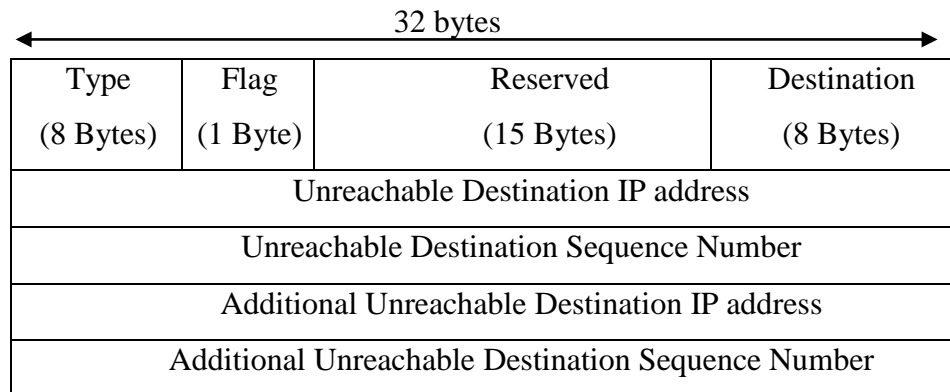 32 bytes
Type Flag Reserved Destination
(8 Bytes) (1 Byte) (15 Bytes) (8 Bytes)
Unreachable Destination IP address
Unreachable Destination Sequence Number
Additional Unreachable Destination IP address
Additional Unreachable Destination Sequence Number